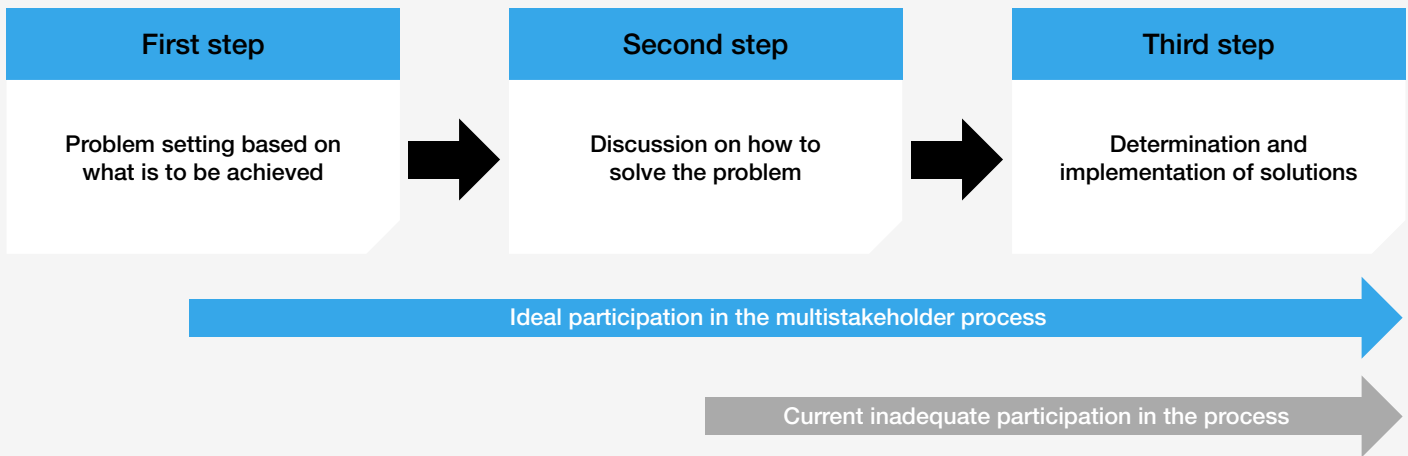 First step
Second step
Third step
Problem setting based on
what is to be achieved
Discussion on how to
solve the problem
Determination and
implementation of solutions
Ideal participation in the multistakeholder process
Current inadequate participation in the process